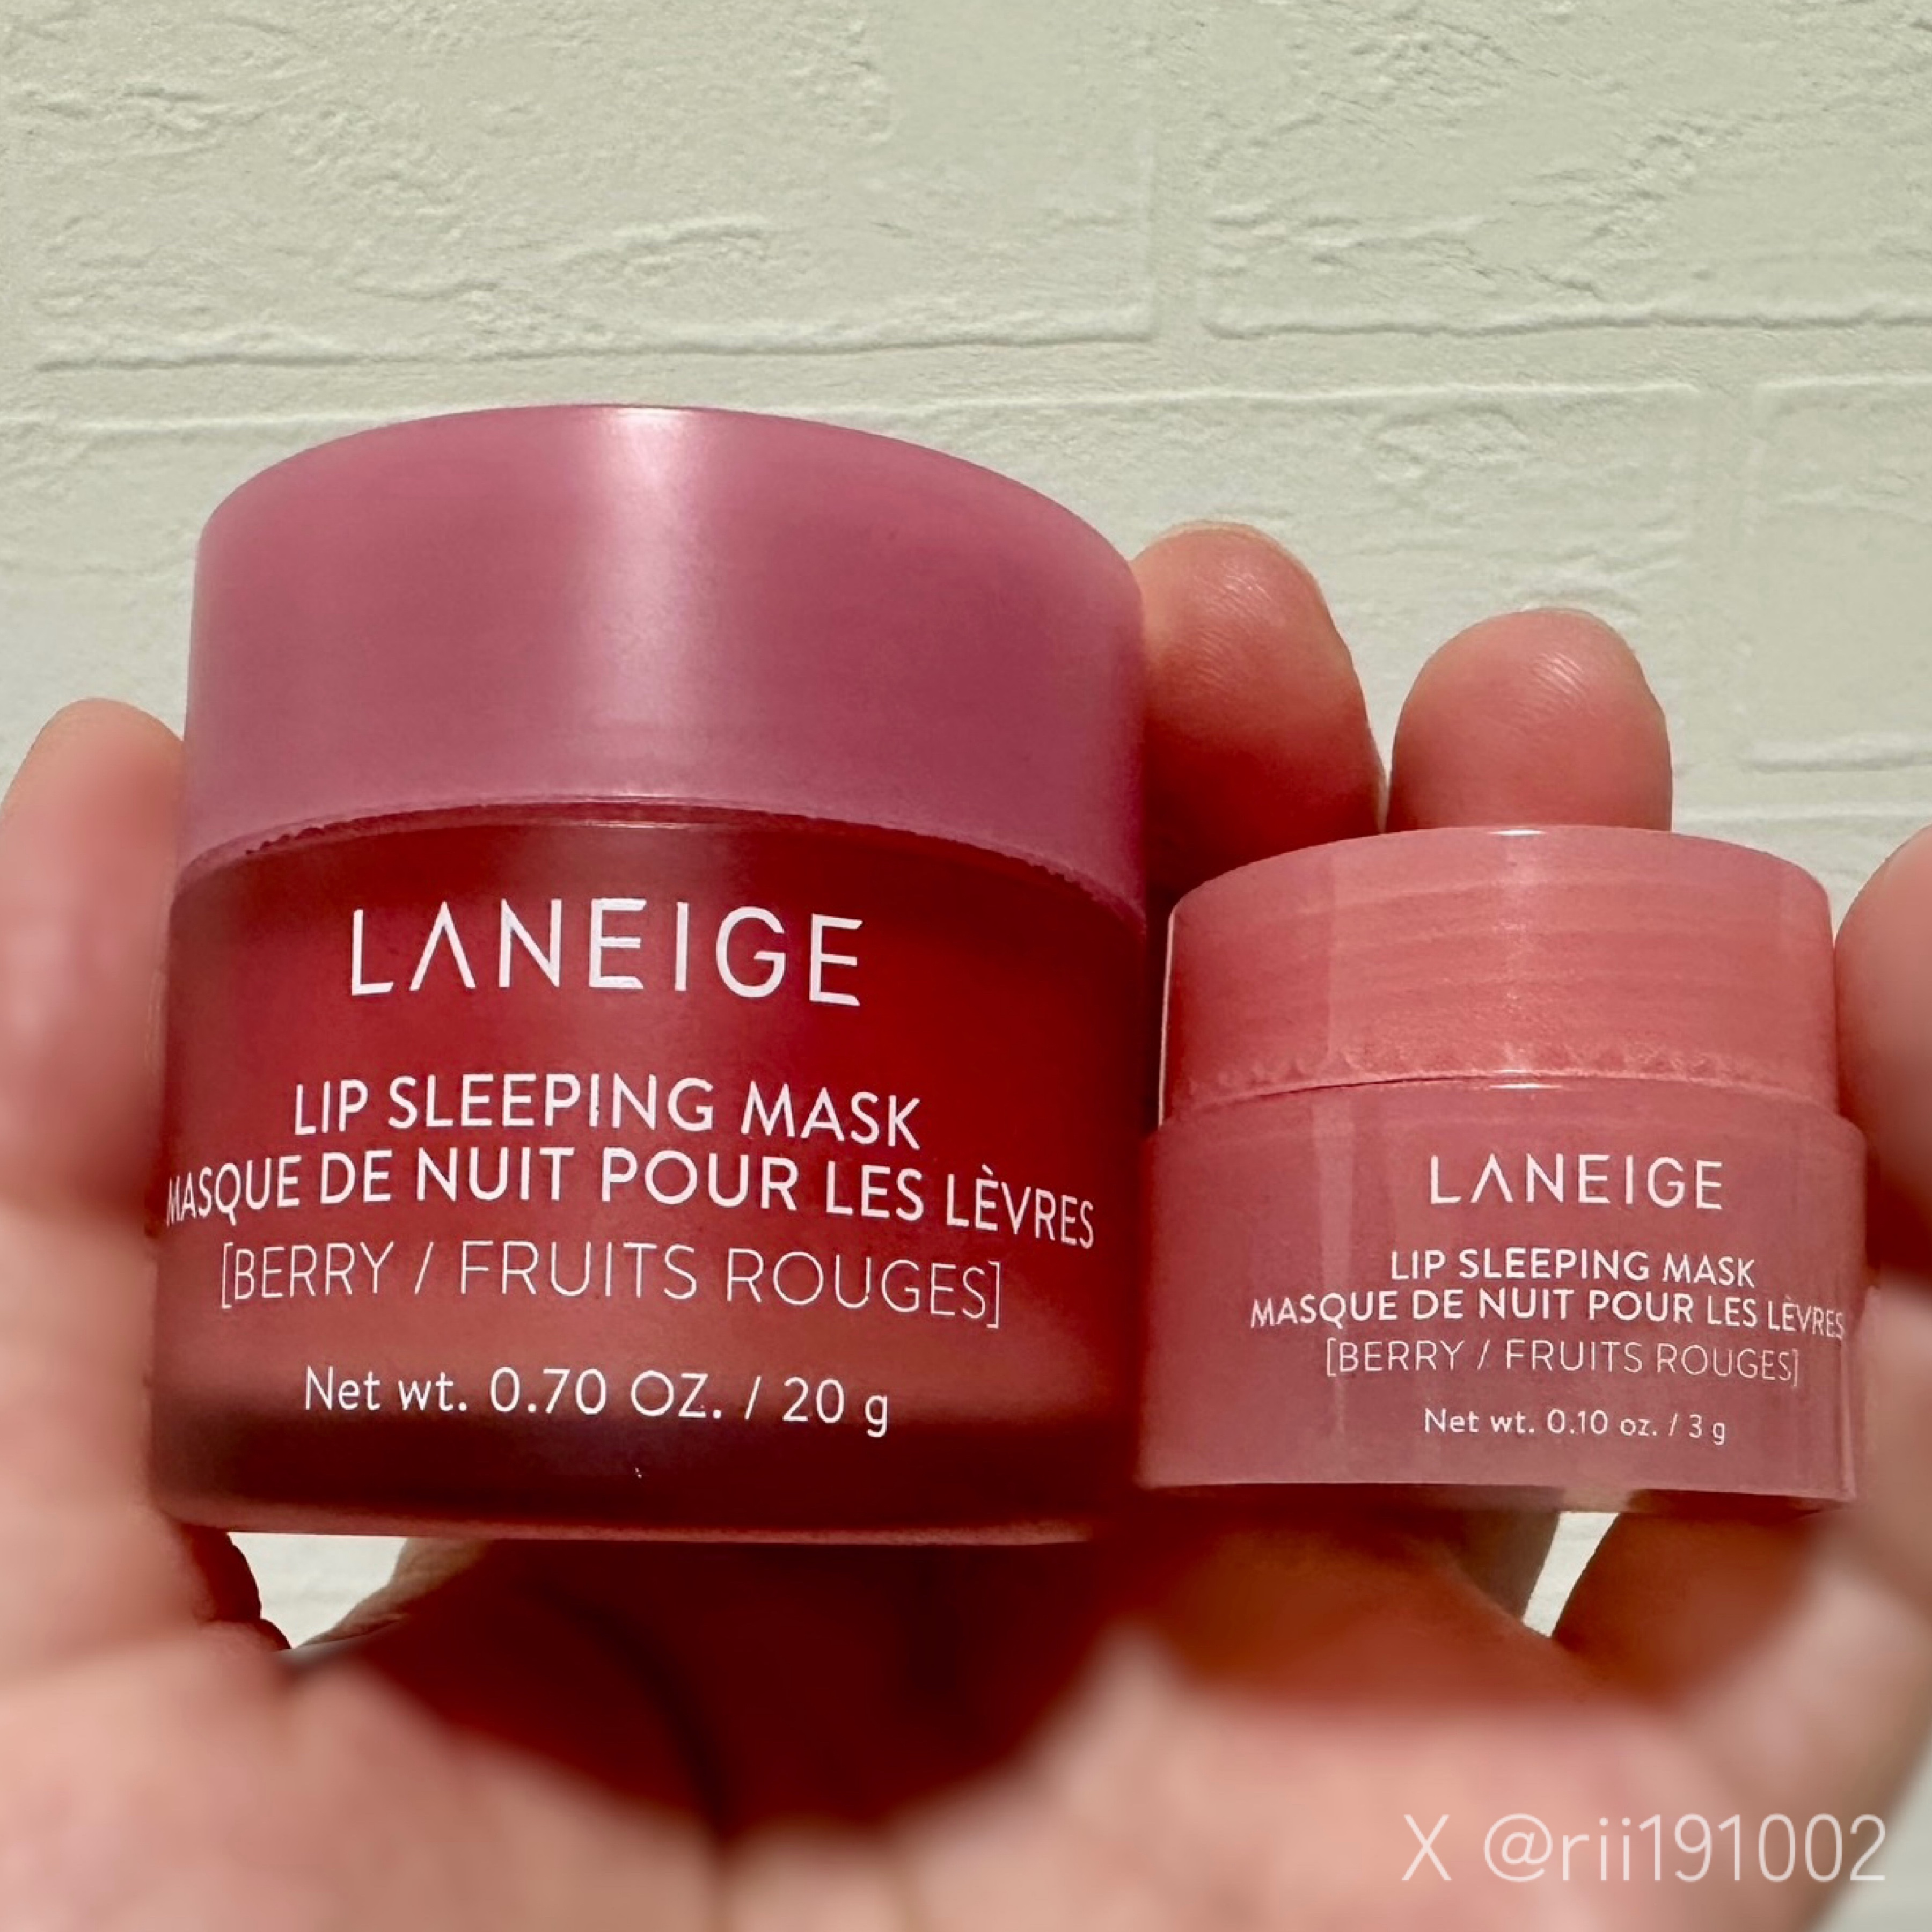 LANEIGE
LIP SLEEPING MASK
MASQUE DE NUIT POUR LES LÈVRES
[BERRY / FRUITS ROUGES]
Net wt. 0.70 OZ. / 20 g
LANEIGE
LIP SLEEPING MASK
MASQUE DE NUIT POUR LES LÈVRES
[BERRY / FRUITS ROUGES]
Net wt. 0.10 oz. / 3 g
X @rii191002